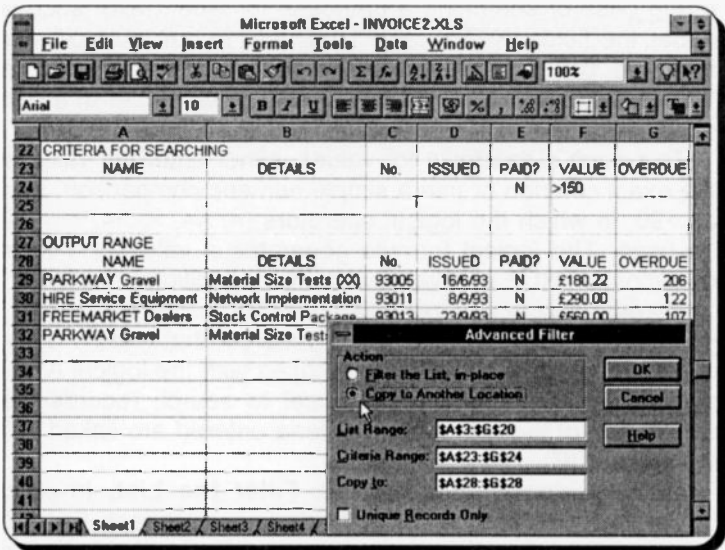 Microsoft Excel - INVOICE2.XLS
File Edit View Insert Format Tools Data Window Help
100%
Arial 10 B I U
A B C D E F G
22 CRITERIA FOR SEARCHING
23 NAME DETAILS No. ISSUED PAID? VALUE OVERDUE
24 N >150
25
26
27 OUTPUT RANGE
28 NAME DETAILS No. ISSUED PAID? VALUE OVERDUE
29 PARKWAY Gravel Material Size Tests (XX) 93005 16/6/93 N £180.22 206
30 HIRE Service Equipment Network Implementation 93011 8/9/93 N £290.00 122
31 FREEMARKET Dealers Stock Control Package 93013 23/9/93 N £560.00 107
32 PARKWAY Gravel Material Size Tests
33
34
35
36
37
38
39
40
41
Advanced Filter
Action
Filter the List, in-place
Copy to Another Location
List Range: $A$3:$G$20
Criteria Range: $A$23:$G$24
Copy to: $A$28:$G$28
Unique Records Only
OK
Cancel
Help
Sheet1 Sheet2 Sheet3 Sheet4